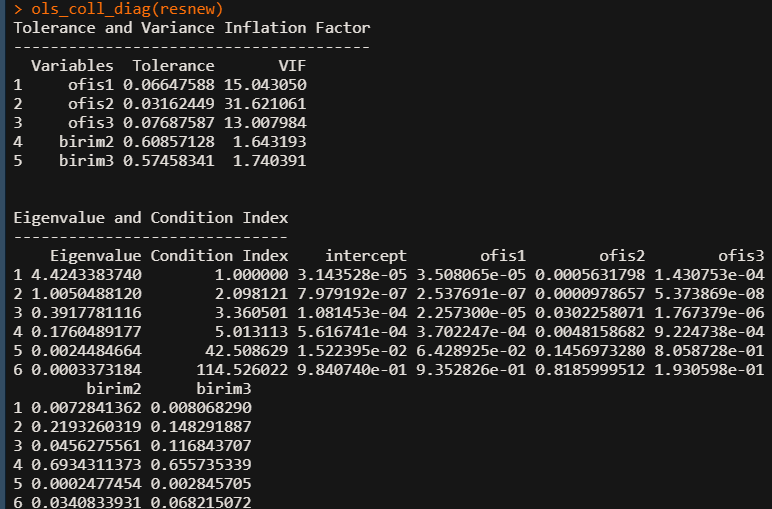 > ols_coll_diag(resnew)
Tolerance and Variance Inflation Factor
---------------------------------------
  Variables  Tolerance       VIF
1     ofis1 0.06647588 15.043050
2     ofis2 0.03162449 31.621061
3     ofis3 0.07687587 13.007984
4    birim2 0.60857128  1.643193
5    birim3 0.57458341  1.740391
Eigenvalue and Condition Index
------------------------------
    Eigenvalue Condition Index    intercept        ofis1        ofis2        ofis3
1 4.4243383740        1.000000 3.143528e-05 3.508065e-05 0.0005631798 1.430753e-04
2 1.0050488120        2.098121 7.979192e-07 2.537691e-07 0.0000978657 5.373869e-08
3 0.3917781116        3.360501 1.081453e-04 2.257300e-05 0.0302258071 1.767379e-06
4 0.1760489177        5.013113 5.616741e-04 3.702247e-04 0.0048158682 9.224738e-04
5 0.0024484664       42.508629 1.522395e-02 6.428925e-02 0.1456973280 8.058728e-01
6 0.0003373184      114.526022 9.840740e-01 9.352826e-01 0.8185999512 1.930598e-01
        birim2      birim3
1 0.0072841362 0.008068290
2 0.2193260319 0.148291887
3 0.0456275561 0.116843707
4 0.6934311373 0.655735339
5 0.0002477454 0.002845705
6 0.0340833931 0.068215072